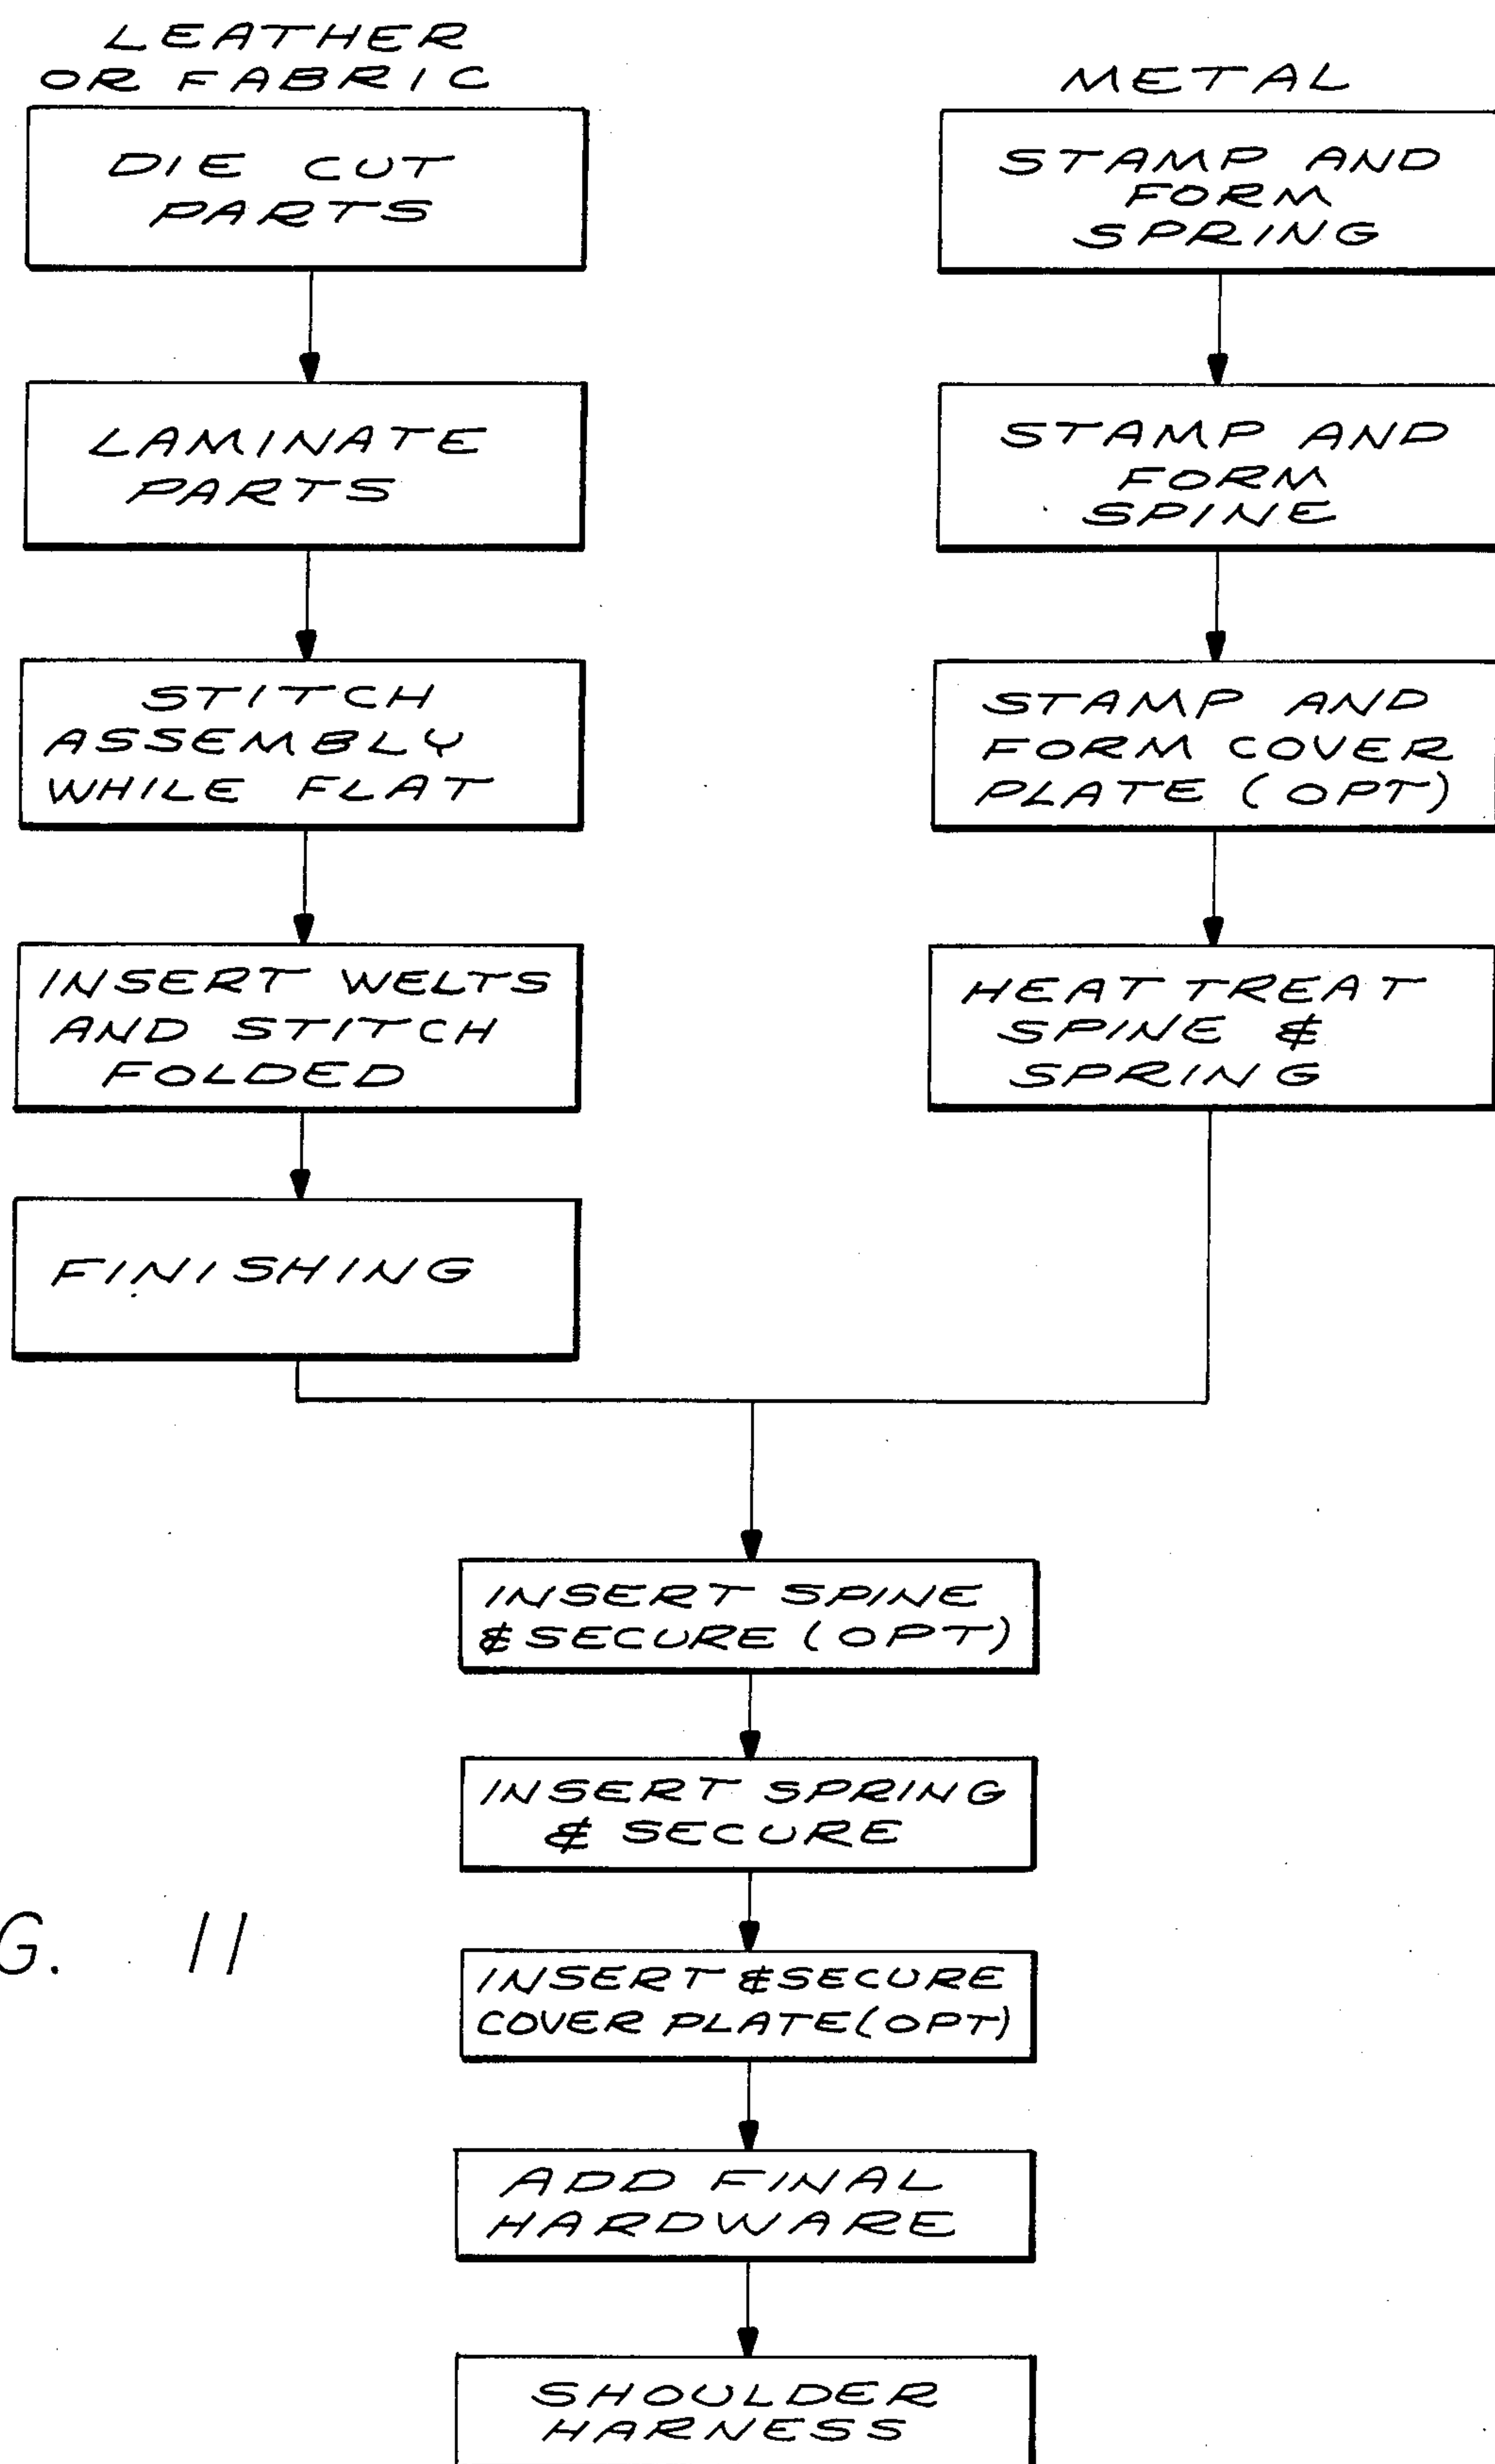 LEATHER
OR FABRIC
DIE CUT
PARTS
LAMINATE
PARTS
STITCH
ASSEMBLY
WHILE FLAT
INSERT WELTS
AND STITCH
FOLDED
FINISHING
METAL
STAMP AND
FORM
SPRING
STAMP AND
FORM
SPINE
STAMP AND
FORM COVER
PLATE (OPT)
HEAT TREAT
SPINE &
SPRING
INSERT SPINE
& SECURE (OPT)
INSERT SPRING
& SECURE
INSERT & SECURE
COVER PLATE (OPT)
ADD FINAL
HARDWARE
SHOULDER
HARNESS
G. 11